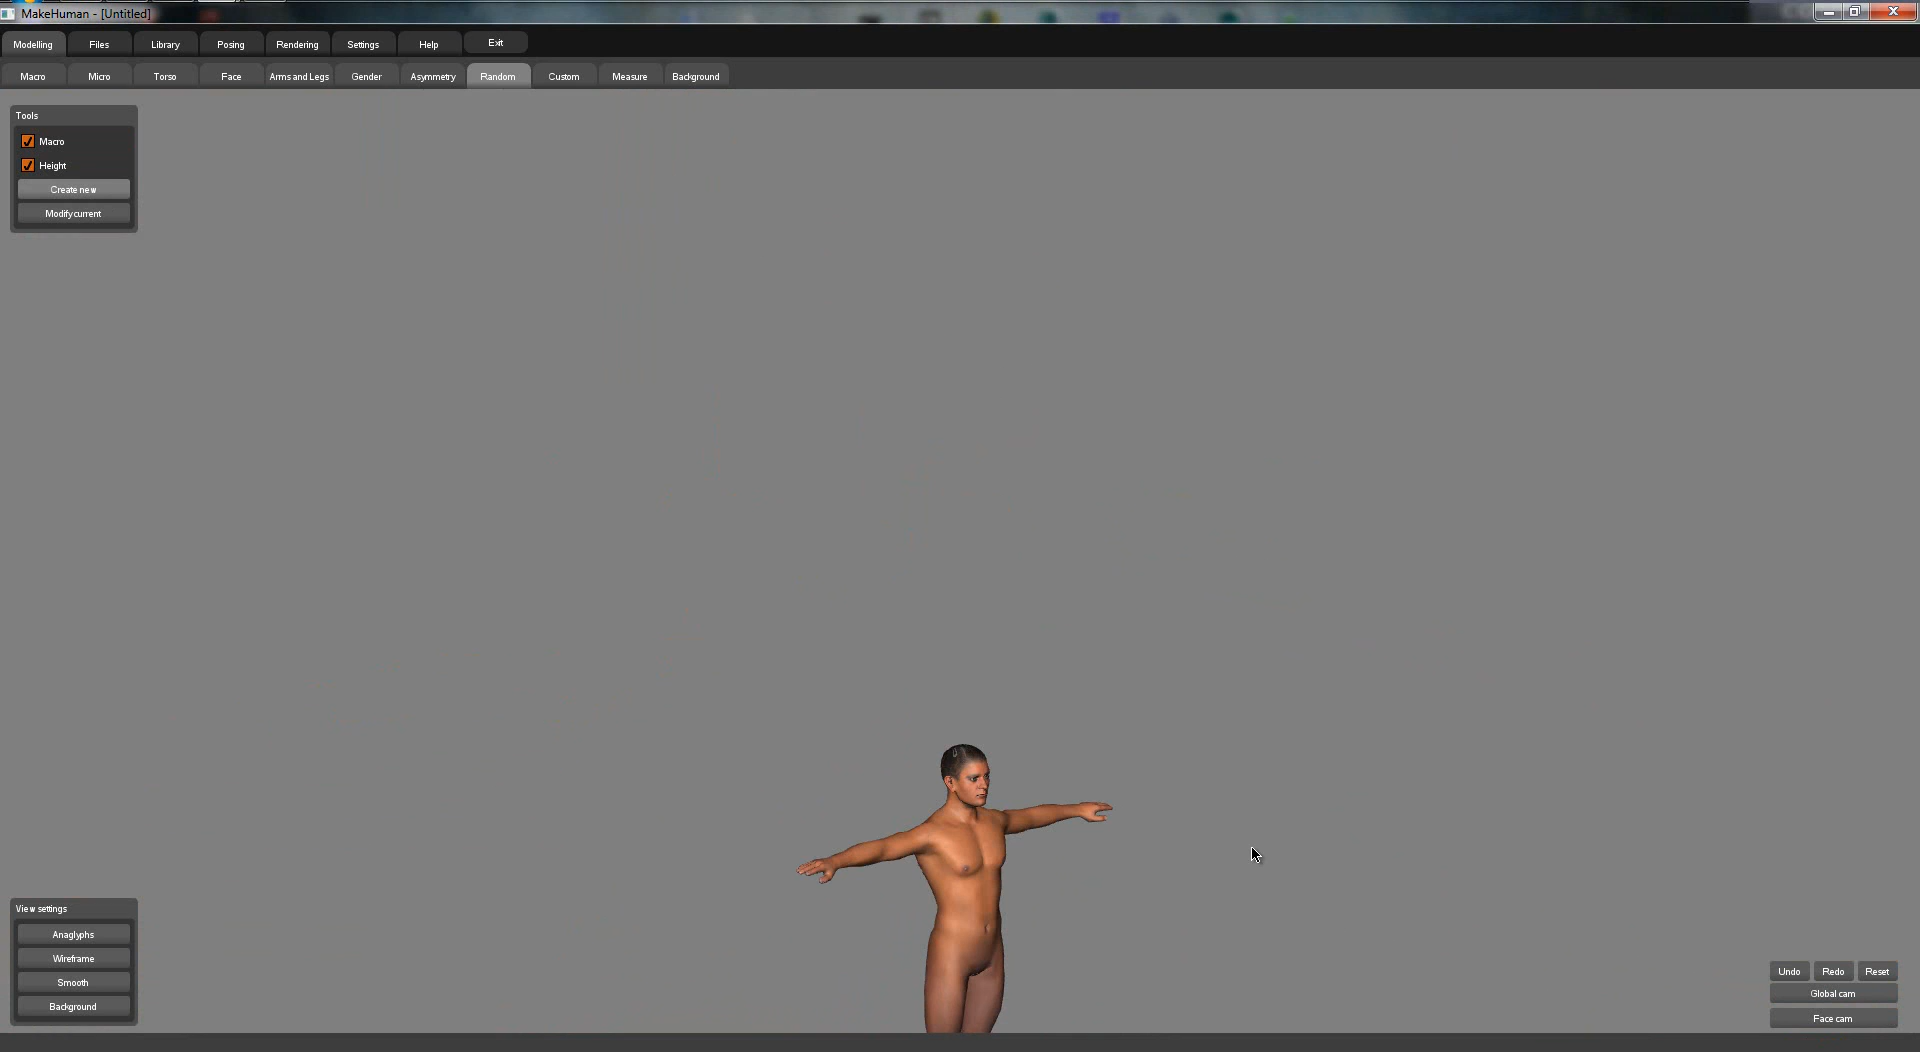 MakeHuman - [Untitled]
Modelling Files Library Posing Rendering Settings Help Exit
Macro Micro Torso Face Arms and Legs Gender Asymmetry Random Custom Measure Background
Tools
Macro
Height
Create new
Modify current
View settings
Anaglyphs
Wireframe
Smooth
Background
Undo Redo Reset
Global cam
Face cam